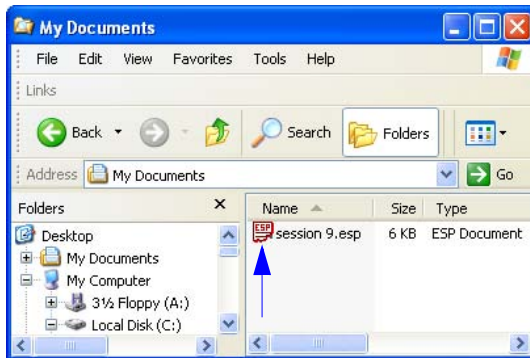 My Documents
File Edit View Favorites Tools Help
Links
Back Search Folders
Address My Documents Go
Folders Name Size Type
Desktop ESP session 9.esp 6 KB ESP Document
My Documents
My Computer
3½ Floppy (A:)
Local Disk (C:)